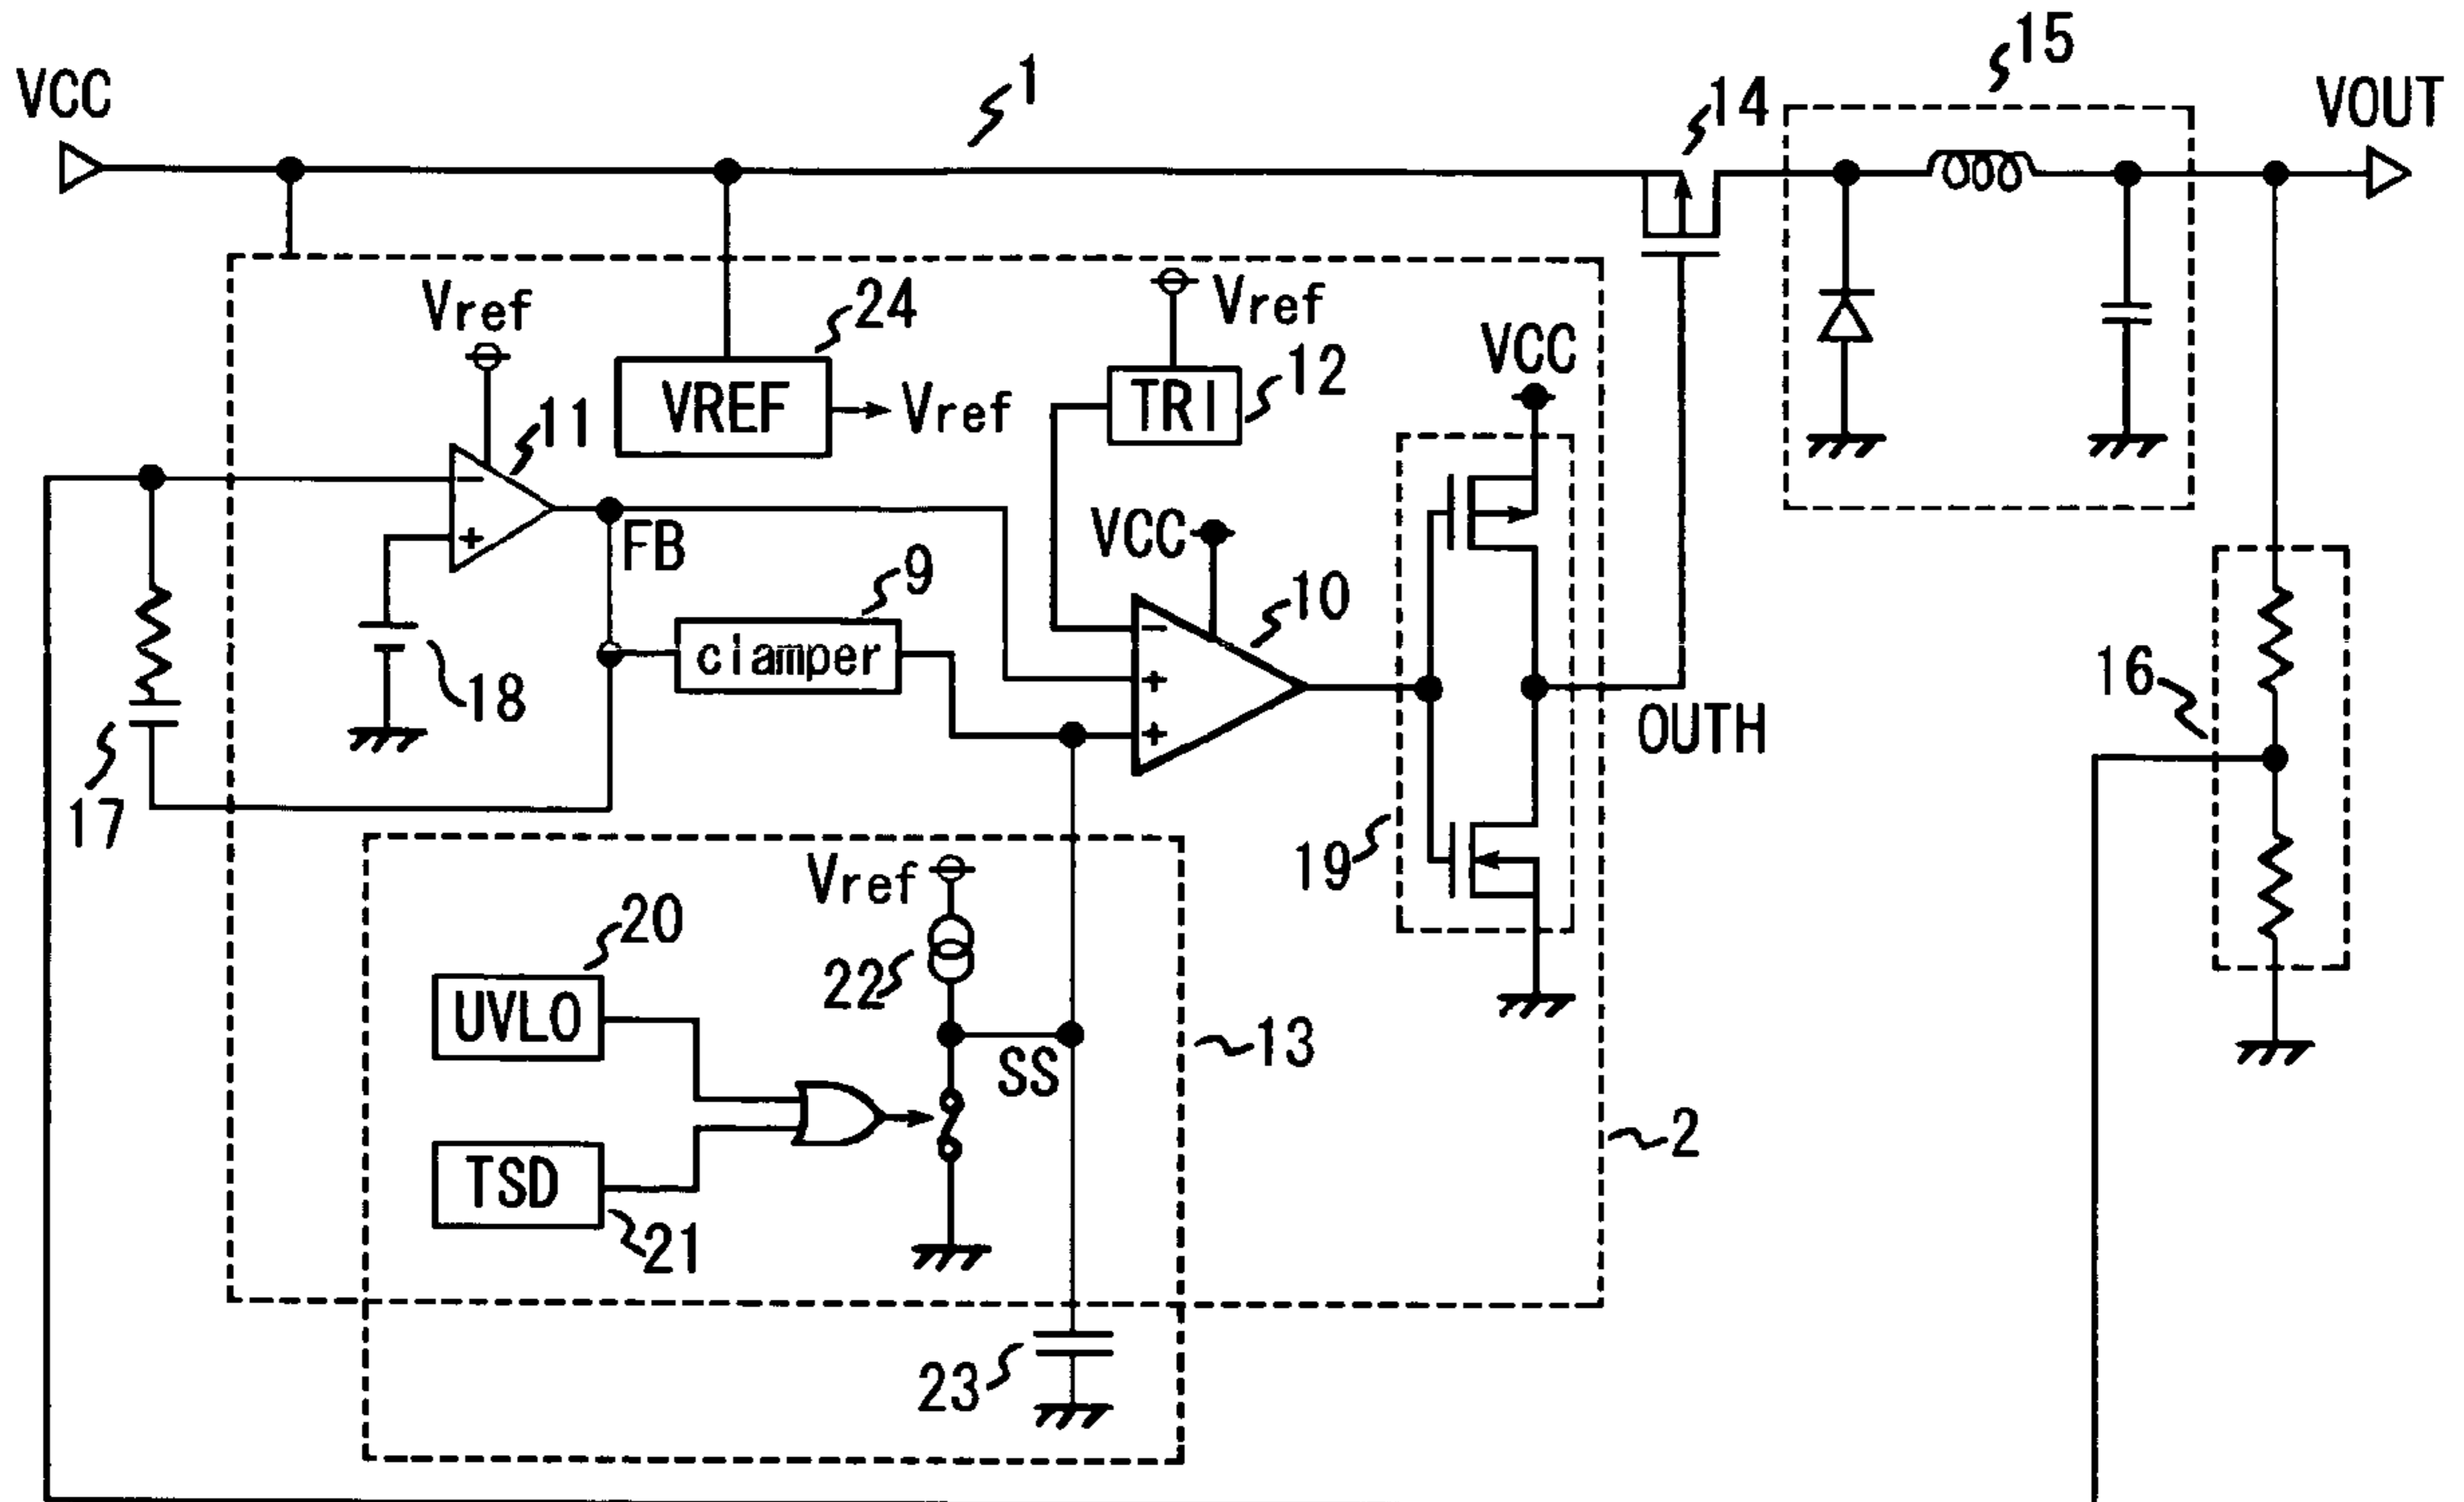 15
1
VCC
14
VOUT
24
Vref
Vref
12
VCC
VREF
Vref
TRI
11
FB
VCC
9
10
clamper
18
16
OUTH
17
19
Vref
20
22
UVLO
SS
13
2
TSD
21
23